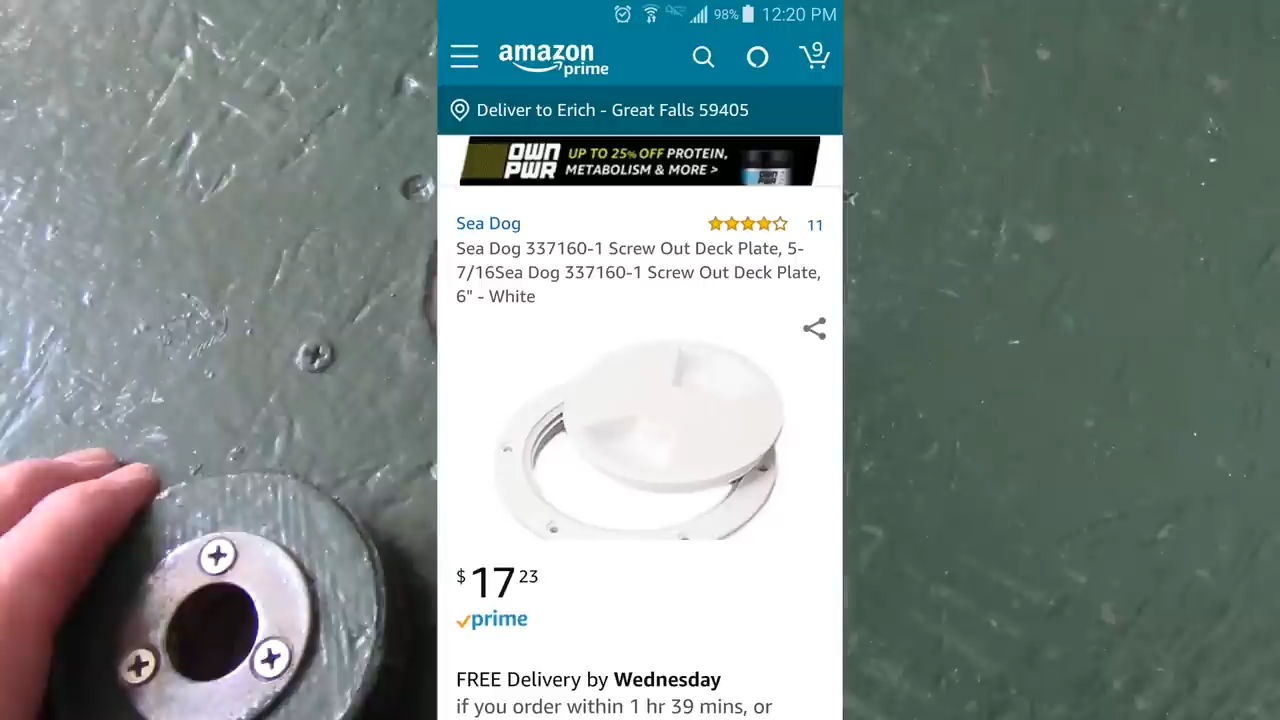 98% 12:20 PM
amazon prime 9
Deliver to Erich - Great Falls 59405
OWN PWR
UP TO 25% OFF PROTEIN,
METABOLISM & MORE >
OWN PWR
Sea Dog 11
Sea Dog 337160-1 Screw Out Deck Plate, 5-
7/16Sea Dog 337160-1 Screw Out Deck Plate,
6" - White
$17 23
prime
FREE Delivery by Wednesday
if you order within 1 hr 39 mins, or